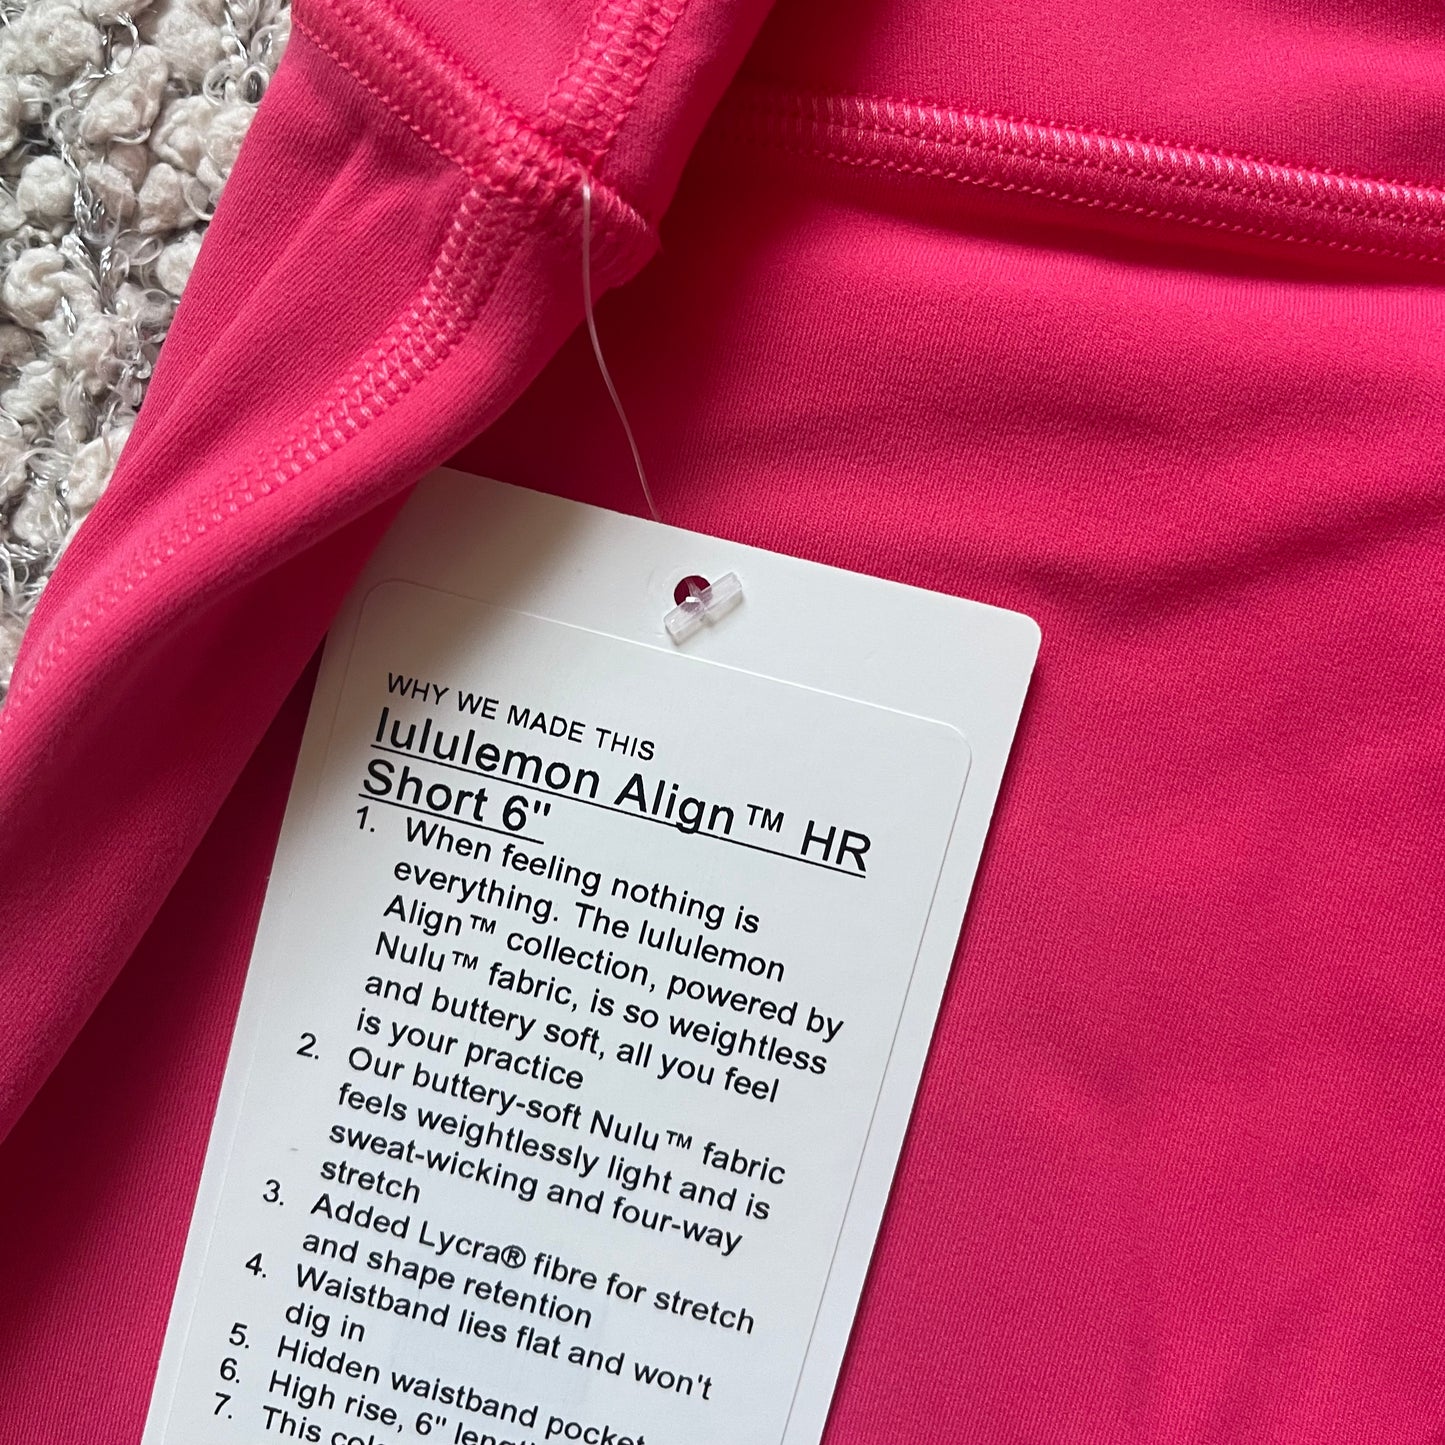 WHY WE MADE THIS
lululemon Align™ HR
Short 6"
1. When feeling nothing is
everything. The lululemon
Align™ collection, powered by
Nulu™ fabric, is so weightless
and buttery soft, all you feel
is your practice
2. Our buttery-soft Nulu™ fabric
feels weightlessly light and is
sweat-wicking and four-way
stretch
3. Added Lycra® fibre for stretch
and shape retention
4. Waistband lies flat and won't
dig in
5. Hidden waistband pocket
6. High rise, 6"
7. This